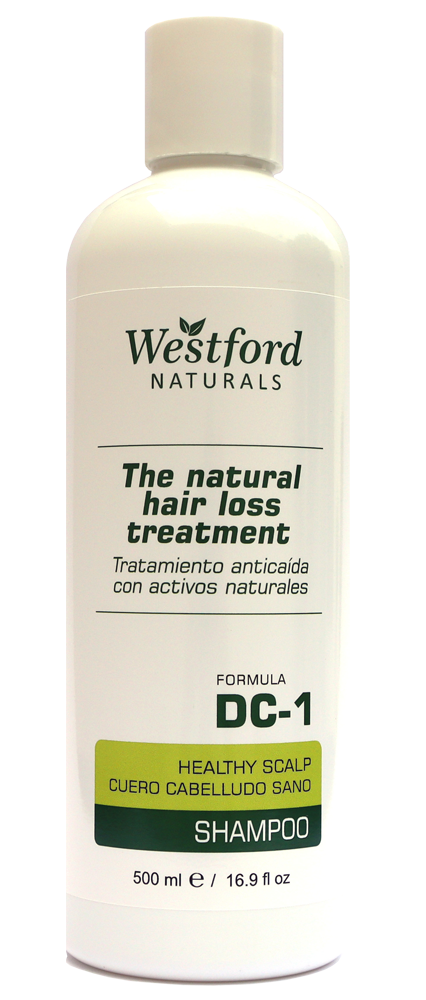 Westford
NATURALS
The natural
hair loss
treatment
Tratamiento anticaída
con activos naturales
FORMULA
DC-1
HEALTHY SCALP
CUERO CABELLUDO SANO
SHAMPOO
500 ml ℮ / 16.9 fl oz